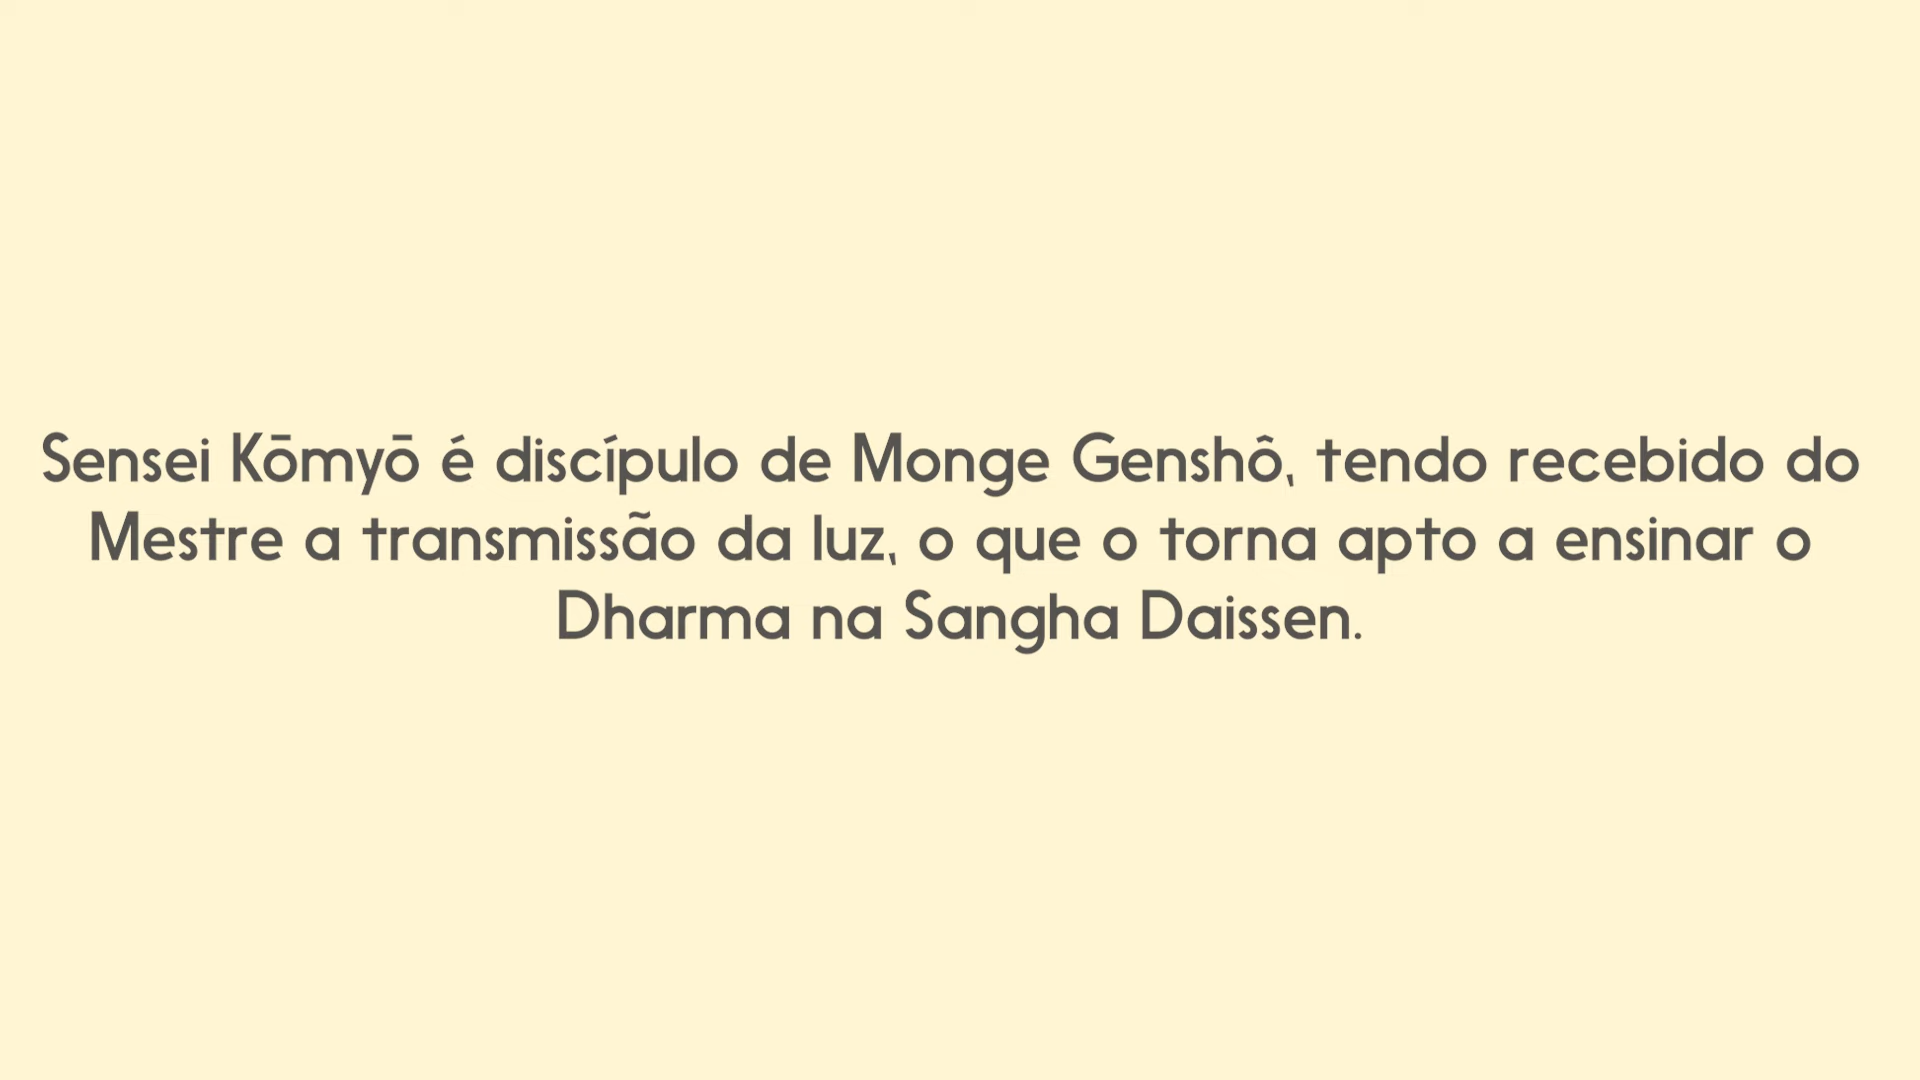 Sensei Kōmyō é discípulo de Monge Genshô, tendo recebido do
Mestre a transmissão da luz, o que o torna apto a ensinar o
Dharma na Sangha Daissen.